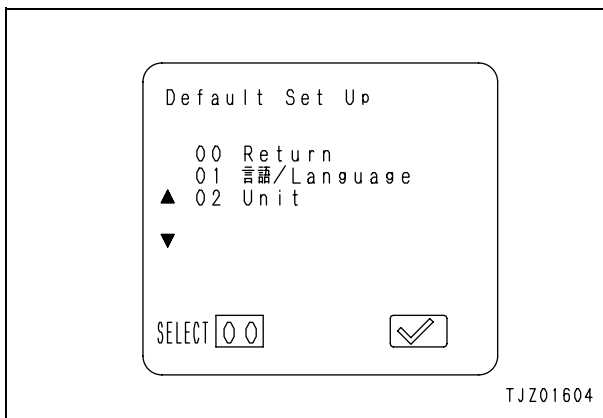 Default Set Up
00 Return
01 言語/Language
▲ 02 Unit
▼
SELECT 00
TJZ01604